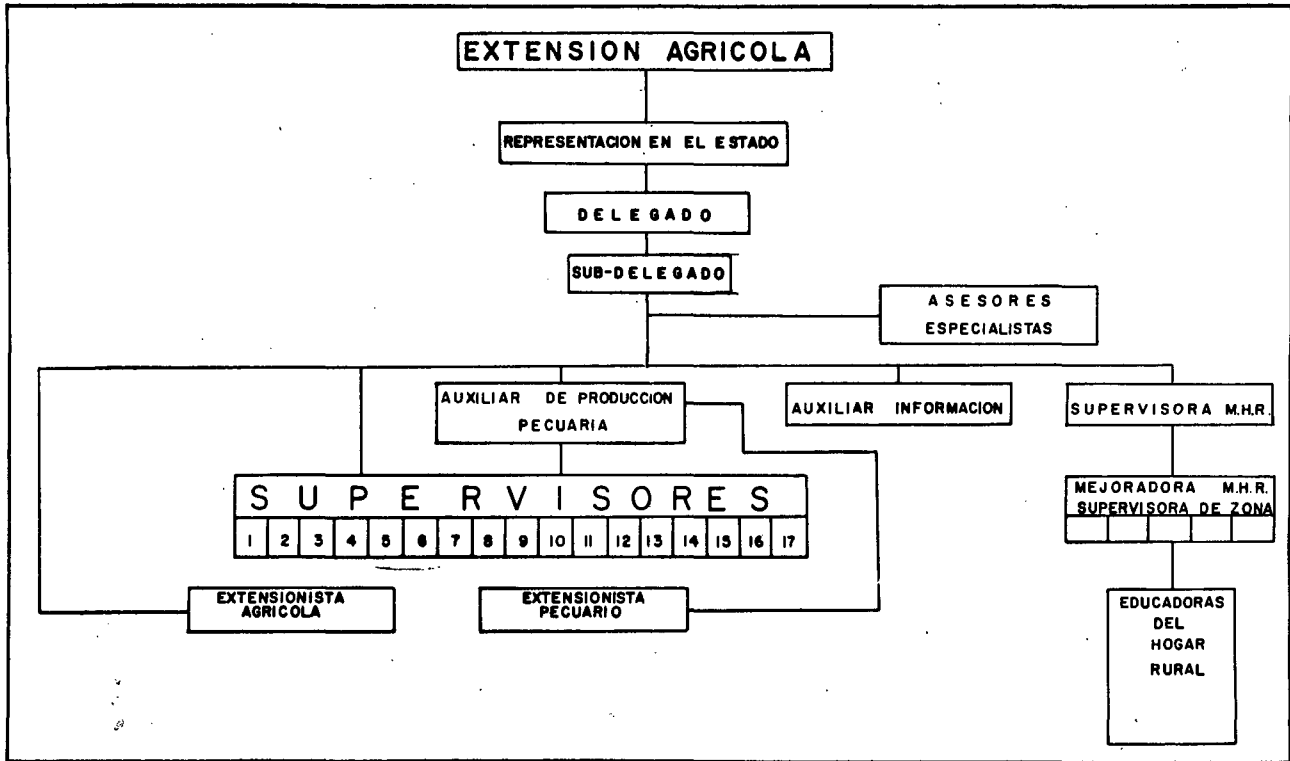 EXTENSION AGRICOLA
REPRESENTACION EN EL ESTADO
DELEGADO
SUB-DELEGADO
ASESORES
ESPECIALISTAS
AUXILIAR DE PRODUCCION
PECUARIA
AUXILIAR INFORMACION
SUPERVISORA M.H.R.
SUPERVISORES
1 2 3 4 5 6 7 8 9 10 11 12 13 14 15 16 17
MEJORADORA M.H.R.
SUPERVISORA DE ZONA
EXTENSIONISTA
AGRICOLA
EXTENSIONISTA
PECUARIO
EDUCADORAS
DEL
HOGAR
RURAL